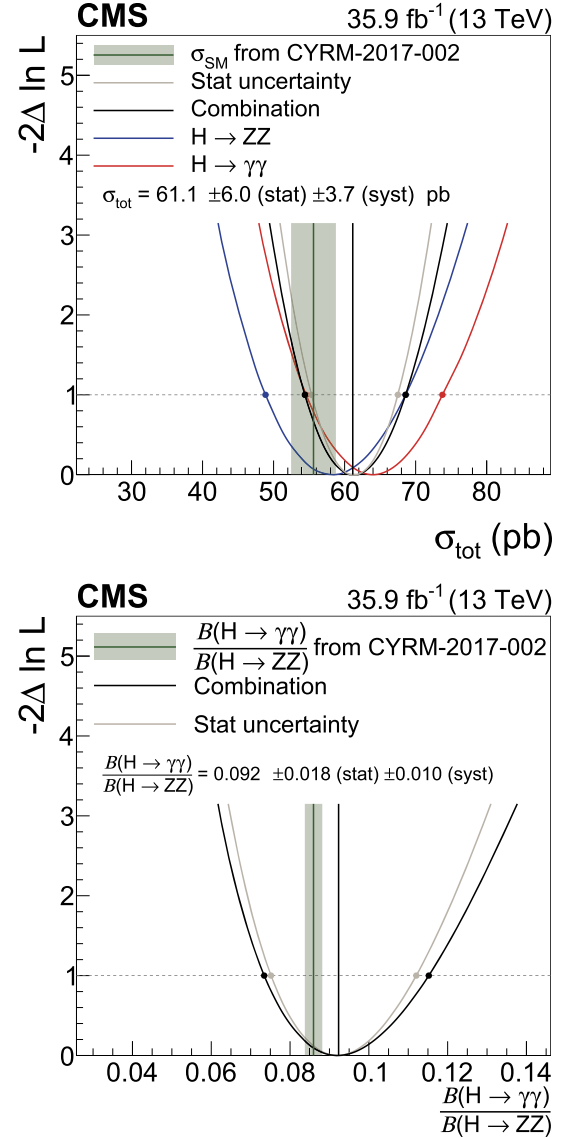 CMS 35.9 fb⁻¹ (13 TeV)
-2Δ ln L
σ_SM from CYRM-2017-002
Stat uncertainty
Combination
H → ZZ
H → γγ
σ_tot = 61.1 ±6.0 (stat) ±3.7 (syst) pb
5
4
3
2
1
0
30 40 50 60 70 80
σ_tot (pb)
CMS 35.9 fb⁻¹ (13 TeV)
-2Δ ln L
B(H → γγ)
B(H → ZZ) from CYRM-2017-002
Combination
Stat uncertainty
B(H → γγ)
B(H → ZZ) = 0.092 ±0.018 (stat) ±0.010 (syst)
5
4
3
2
1
0
0.04 0.06 0.08 0.1 0.12 0.14
B(H → γγ)
B(H → ZZ)